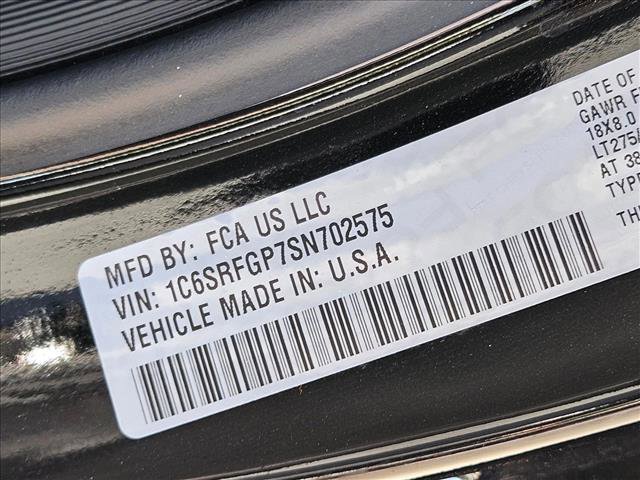 MFD BY: FCA US LLC
VIN: 1C6SRFGP7SN702575
VEHICLE MADE IN: U.S.A.
DATE OF
GAWR F
18X8.0
LT275
AT 38
TYPE